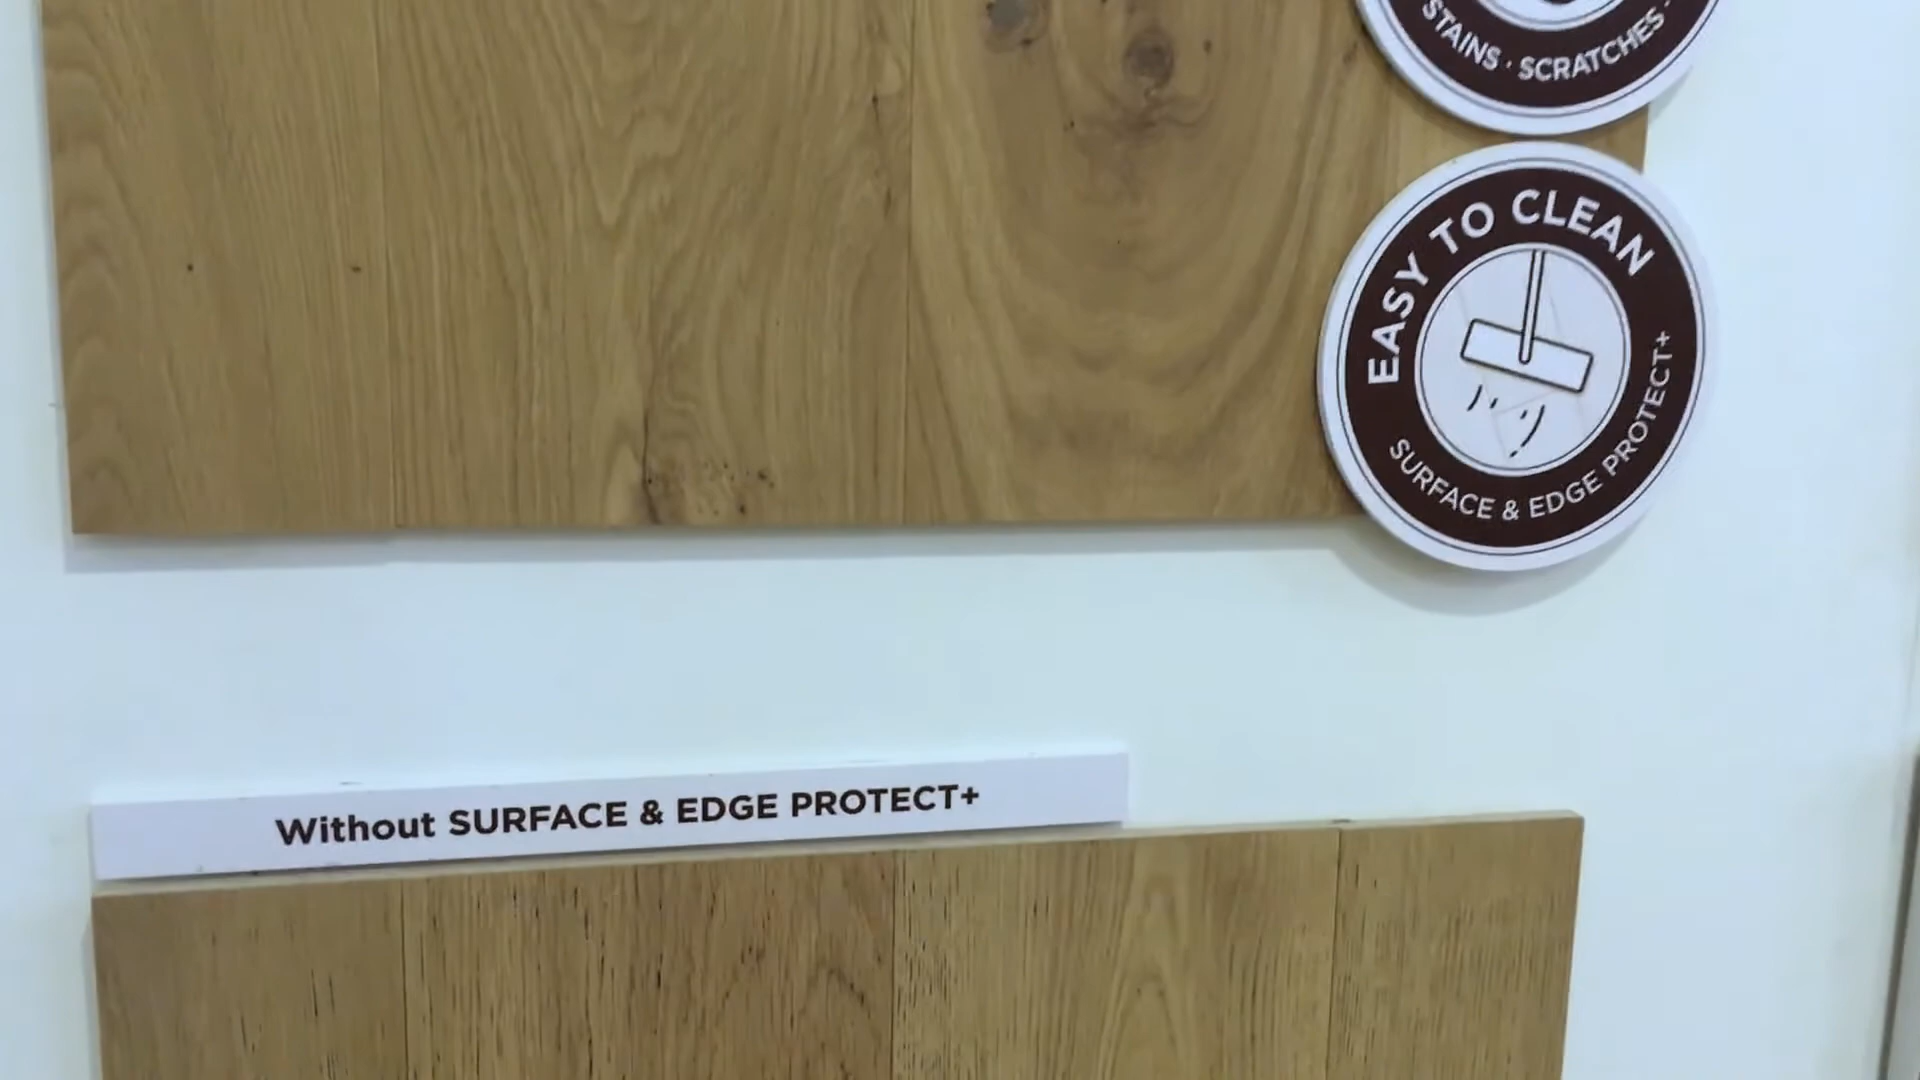 STAINS · SCRATCHES ·
EASY TO CLEAN
SURFACE & EDGE PROTECT+
Without SURFACE & EDGE PROTECT+